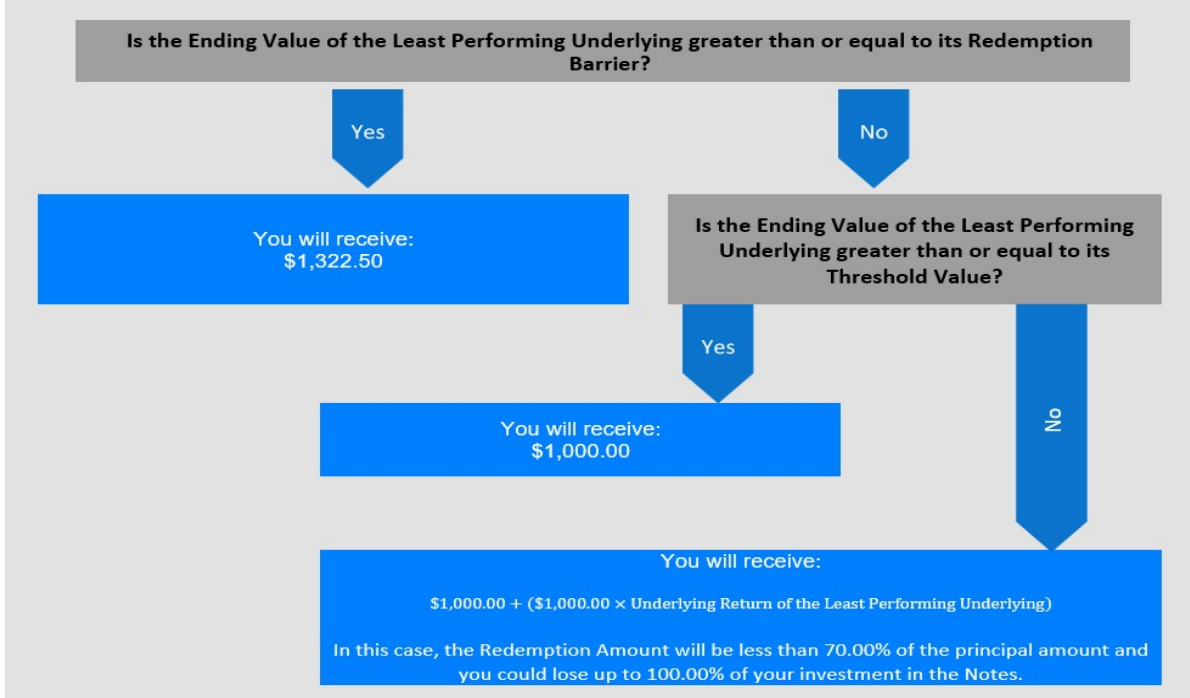 Is the Ending Value of the Least Performing Underlying greater than or equal to its Redemption
Barrier?
Yes
No
You will receive:
$1,322.50
Is the Ending Value of the Least Performing
Underlying greater than or equal to its
Threshold Value?
Yes
No
You will receive:
$1,000.00
You will receive:
$1,000.00 + ($1,000.00 × Underlying Return of the Least Performing Underlying)
In this case, the Redemption Amount will be less than 70.00% of the principal amount and
you could lose up to 100.00% of your investment in the Notes.